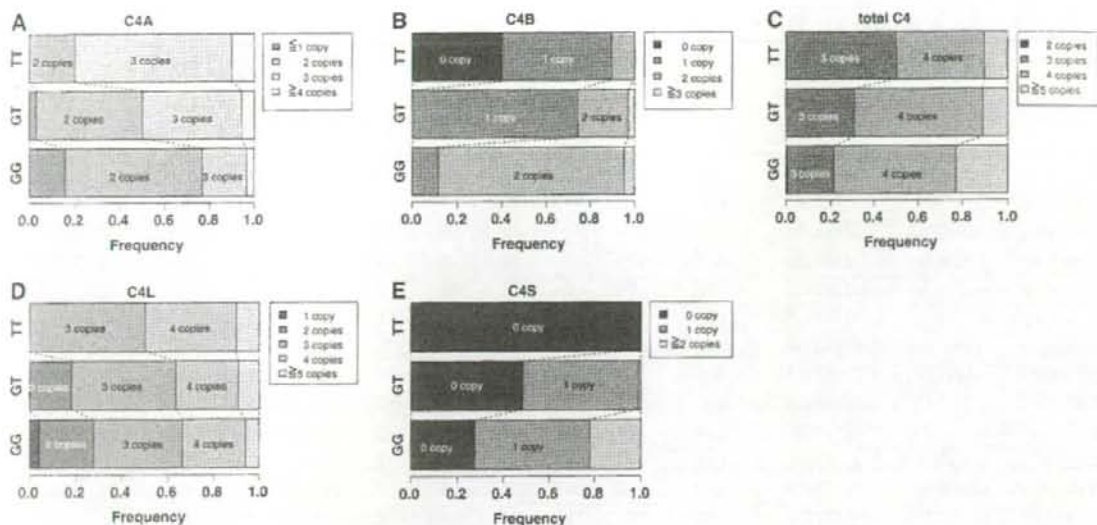 A
C4A
TT
2 copies
3 copies
GT
2 copies
3 copies
GG
2 copies
3 copies
0.0 0.2 0.4 0.6 0.8 1.0
Frequency
≦1 copy
2 copies
3 copies
≧4 copies
B
C4B
TT
0 copy
1 copy
GT
1 copy
2 copies
GG
2 copies
0.0 0.2 0.4 0.6 0.8 1.0
Frequency
0 copy
1 copy
2 copies
≧3 copies
C
total C4
TT
3 copies
4 copies
GT
3 copies
4 copies
GG
3 copies
4 copies
0.0 0.2 0.4 0.6 0.8 1.0
Frequency
2 copies
3 copies
4 copies
≧5 copies
D
C4L
TT
3 copies
4 copies
GT
copies
3 copies
4 copies
GG
copies
3 copies
4 copies
0.0 0.2 0.4 0.6 0.8 1.0
Frequency
1 copy
2 copies
3 copies
4 copies
≧5 copies
E
C4S
TT
0 copy
GT
0 copy
1 copy
GG
0 copy
1 copy
0.0 0.2 0.4 0.6 0.8 1.0
Frequency
0 copy
1 copy
≧2 copies